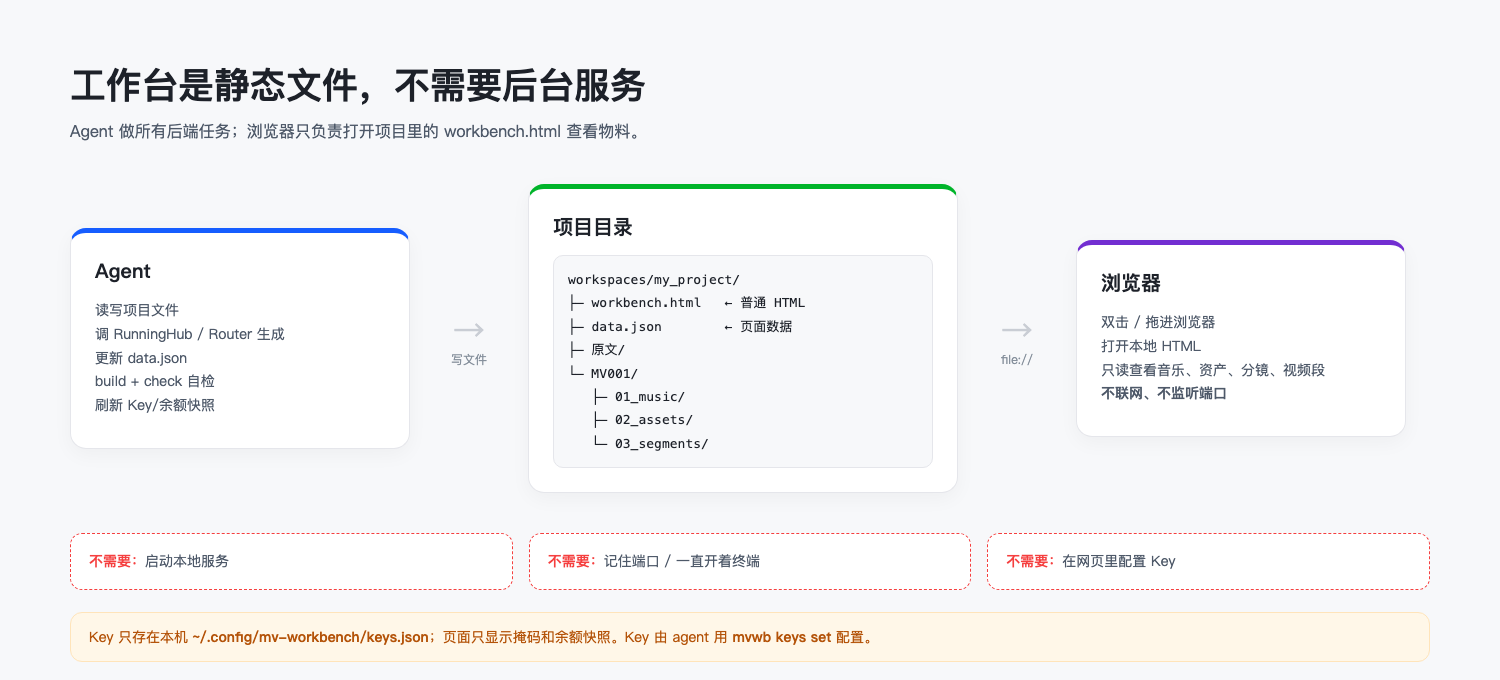 工作台是静态文件，不需要后台服务
Agent 做所有后端任务；浏览器只负责打开项目里的 workbench.html 查看物料。
Agent
读写项目文件
调 RunningHub / Router 生成
更新 data.json
build + check 自检
刷新 Key/余额快照
→
写文件
项目目录
workspaces/my_project/
├─ workbench.html   ← 普通 HTML
├─ data.json        ← 页面数据
├─ 原文/
└─ MV001/
   ├─ 01_music/
   ├─ 02_assets/
   └─ 03_segments/
→
file://
浏览器
双击 / 拖进浏览器
打开本地 HTML
只读查看音乐、资产、分镜、视频段
不联网、不监听端口
不需要：启动本地服务
不需要：记住端口 / 一直开着终端
不需要：在网页里配置 Key
Key 只存在本机 ~/.config/mv-workbench/keys.json；页面只显示掩码和余额快照。Key 由 agent 用 mvwb keys set 配置。